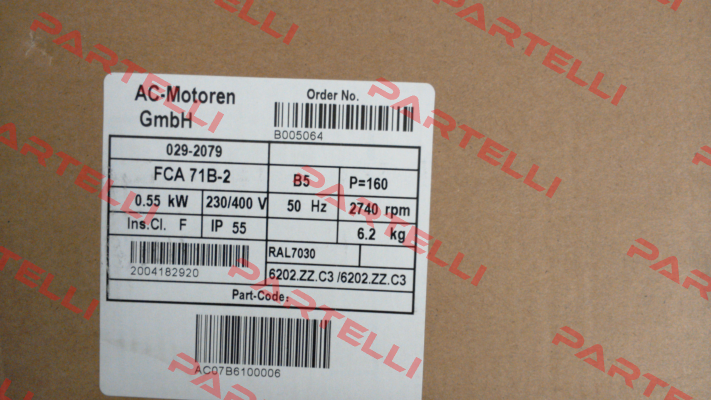 AC-Motoren
GmbH
Order No.
B005064
029-2079
FCA 71B-2 B5 P=160
0.55 kW 230/400 V 50 Hz 2740 rpm
Ins.Cl. F IP 55 6.2 kg
2004182920
RAL7030
6202.ZZ.C3 /6202.ZZ.C3
Part-Code:
AC07B6100006
PARTELLI
PARTELLI
PARTELLI
PARTELLI
PARTELLI
PARTELLI
PARTELLI